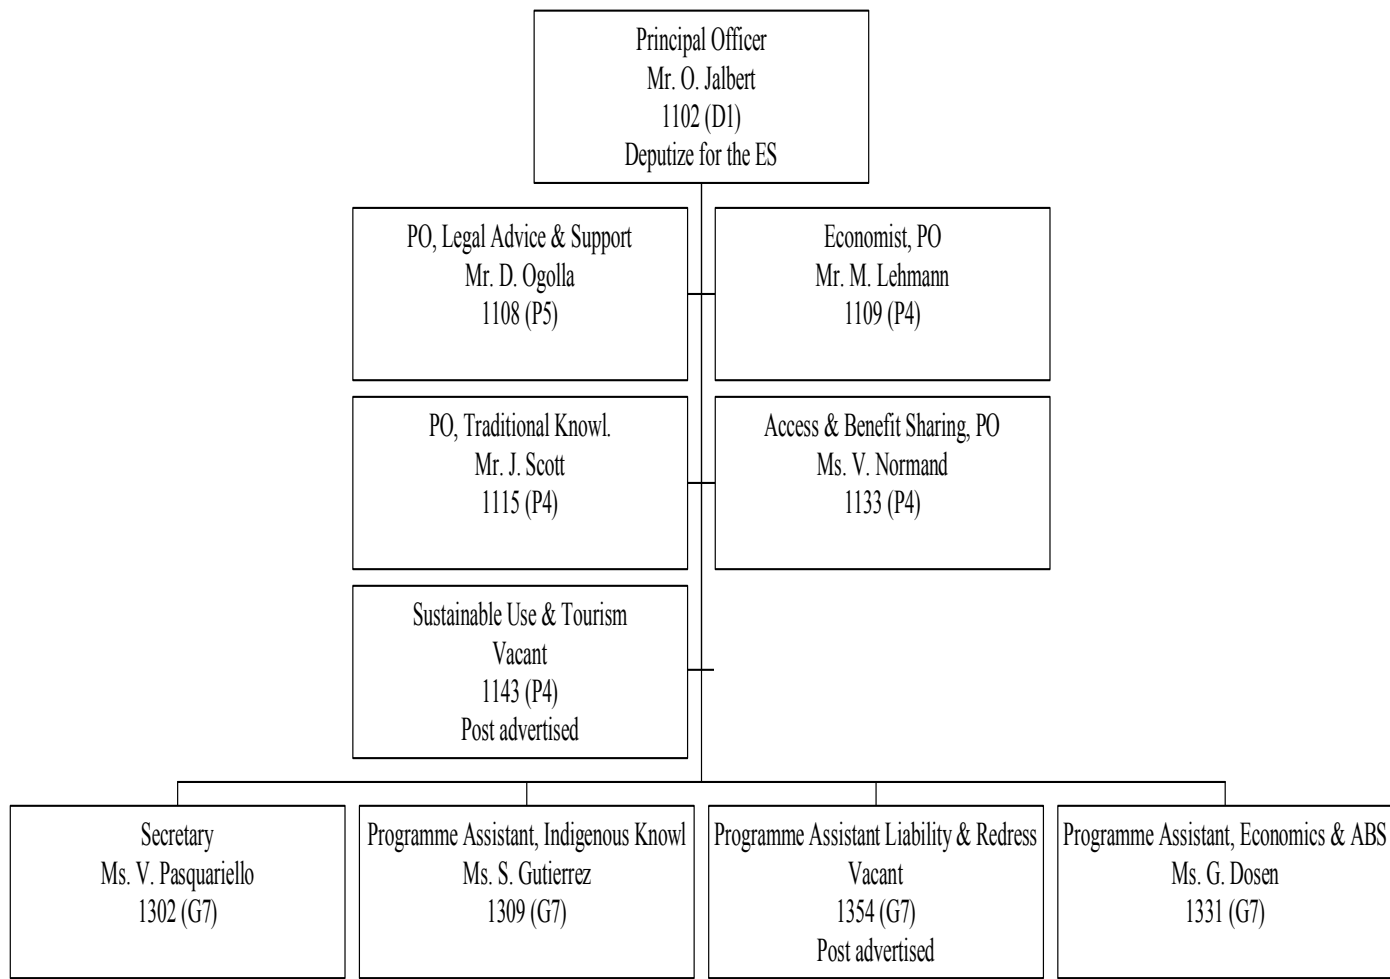 Principal Officer
Mr. O. Jalbert
1102 (D1)
Deputize for the ES
PO, Legal Advice & Support
Mr. D. Ogolla
1108 (P5)
Economist, PO
Mr. M. Lehmann
1109 (P4)
PO, Traditional Knowl.
Mr. J. Scott
1115 (P4)
Access & Benefit Sharing, PO
Ms. V. Normand
1133 (P4)
Sustainable Use & Tourism
Vacant
1143 (P4)
Post advertised
Secretary
Ms. V. Pasquariello
1302 (G7)
Programme Assistant, Indigenous Knowl
Ms. S. Gutierrez
1309 (G7)
Programme Assistant Liability & Redress
Vacant
1354 (G7)
Post advertised
Programme Assistant, Economics & ABS
Ms. G. Dosen
1331 (G7)